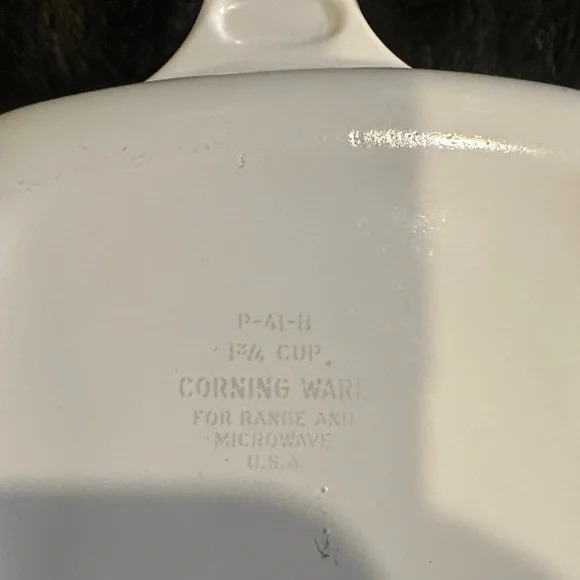 P-41-B
1¾ CUP.
CORNING WARE
FOR RANGE AND
MICROWAVE
U.S.A